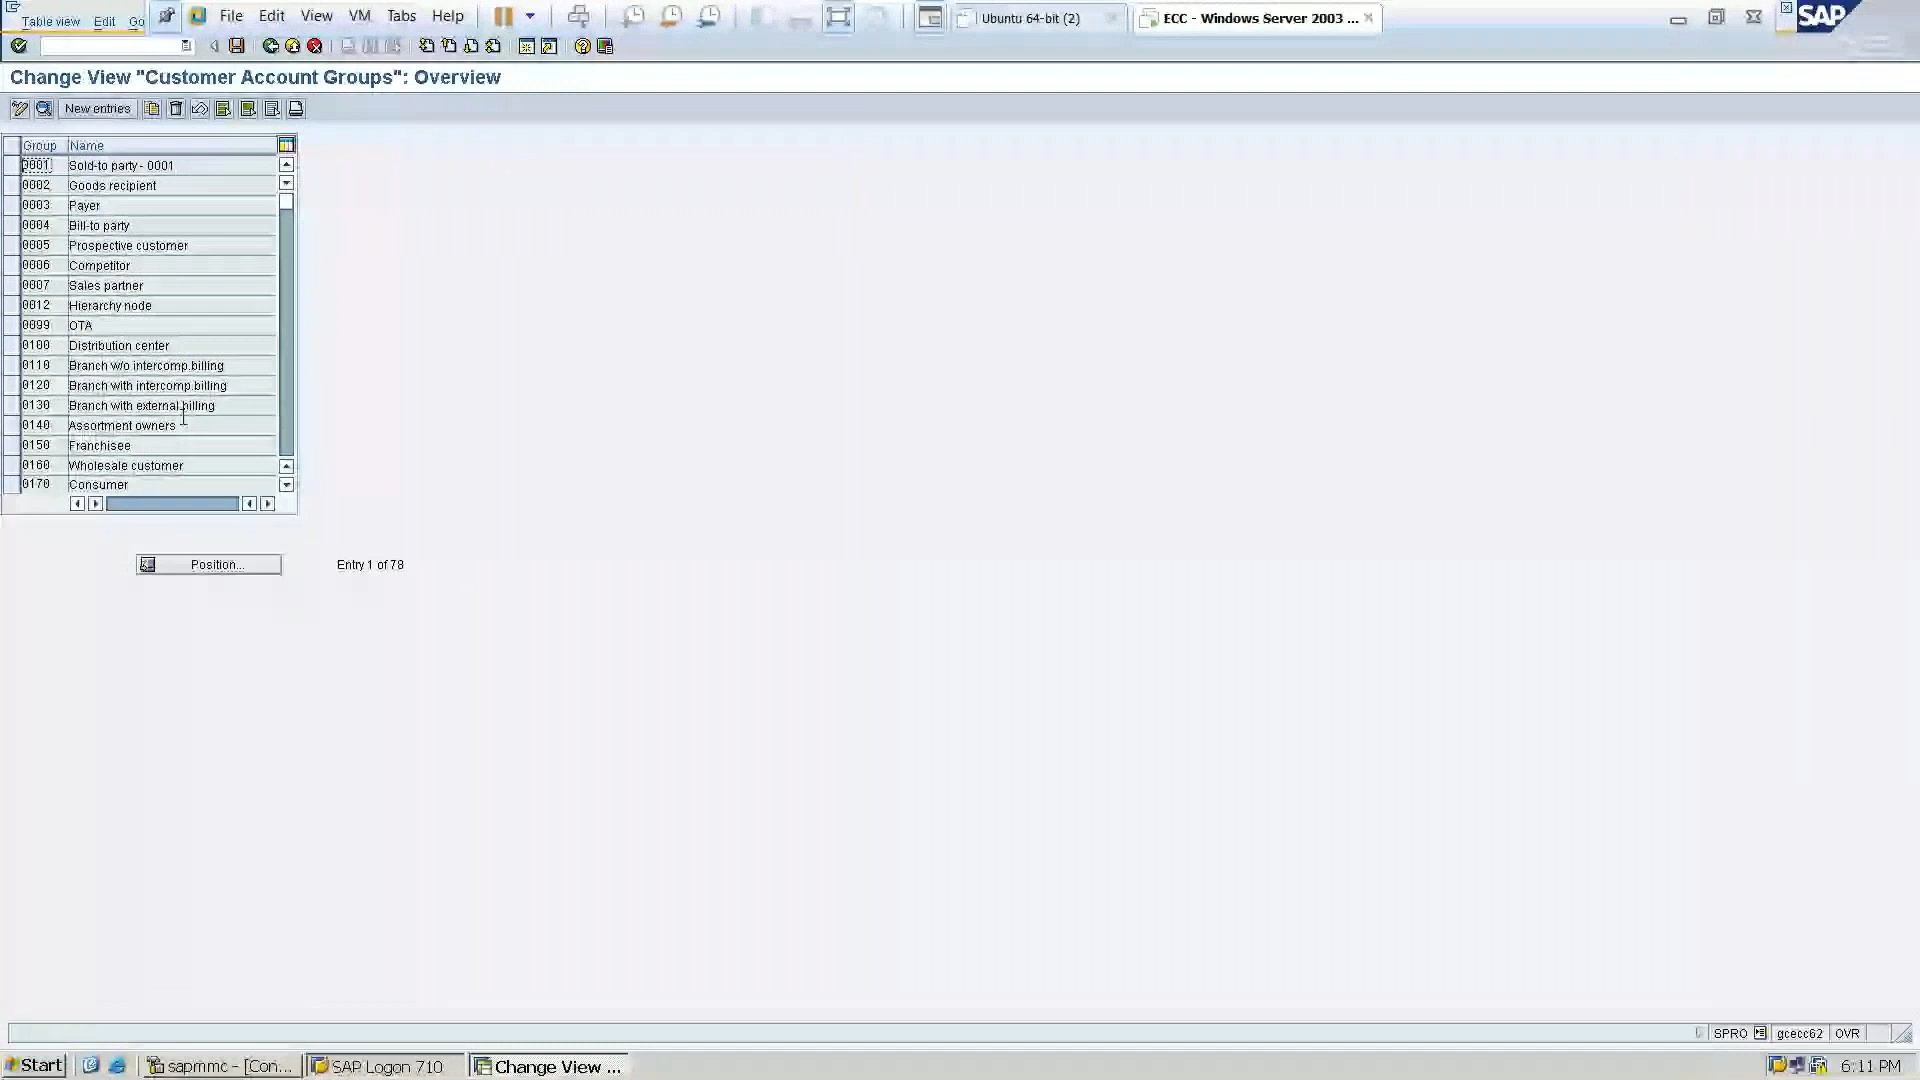 Table view Edit Go File Edit View VM Tabs Help Ubuntu 64-bit (2) ECC - Windows Server 2003 ... SAP
Change View "Customer Account Groups": Overview
New entries
Group Name
0001 Sold-to party - 0001
0002 Goods recipient
0003 Payer
0004 Bill-to party
0005 Prospective customer
0006 Competitor
0007 Sales partner
0012 Hierarchy node
0099 OTA
0100 Distribution center
0110 Branch w/o intercomp.billing
0120 Branch with intercomp.billing
0130 Branch with external billing
0140 Assortment owners
0150 Franchisee
0160 Wholesale customer
0170 Consumer
Position... Entry 1 of 78
SPRO gcecc62 OVR
Start sapmmc - [Con... SAP Logon 710 Change View ... 6:11 PM